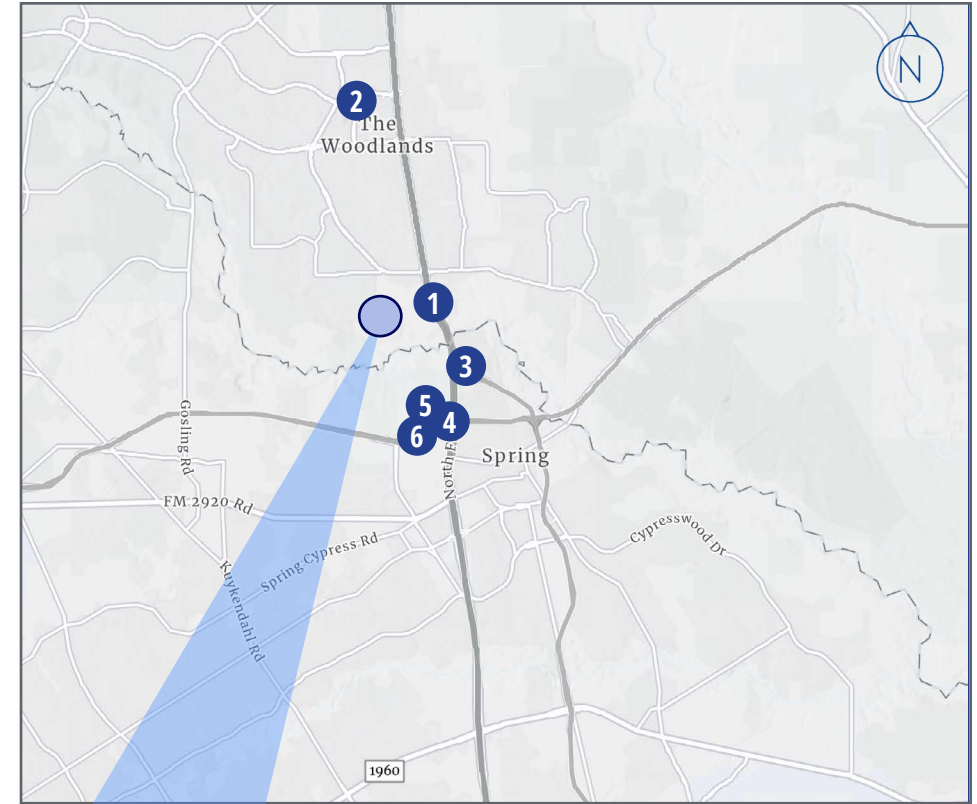 N
2
The
Woodlands
1
3
5
4
6
Gosling Rd
North F
Spring
FM 2920 Rd
Cypresswood Dr
Spring Cypress Rd
Kuykendahl Rd
1960